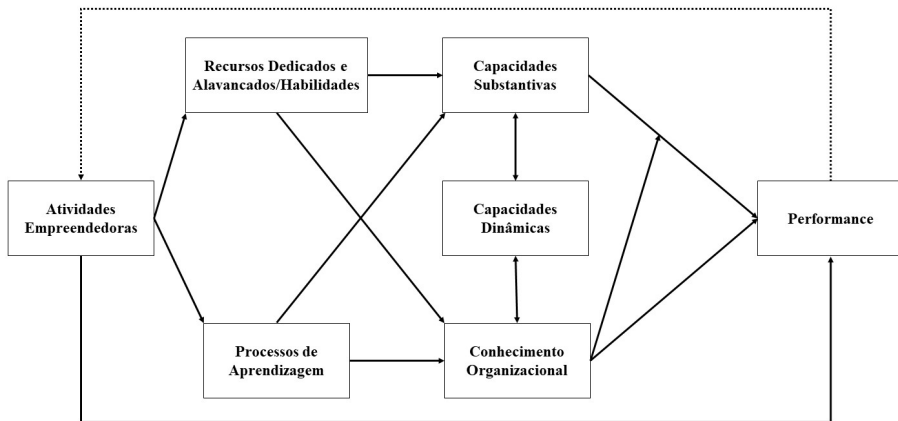 Recursos Dedicados e
Alavancados/Habilidades
Capacidades
Substantivas
Atividades
Empreendedoras
Capacidades
Dinâmicas
Performance
Processos de
Aprendizagem
Conhecimento
Organizacional